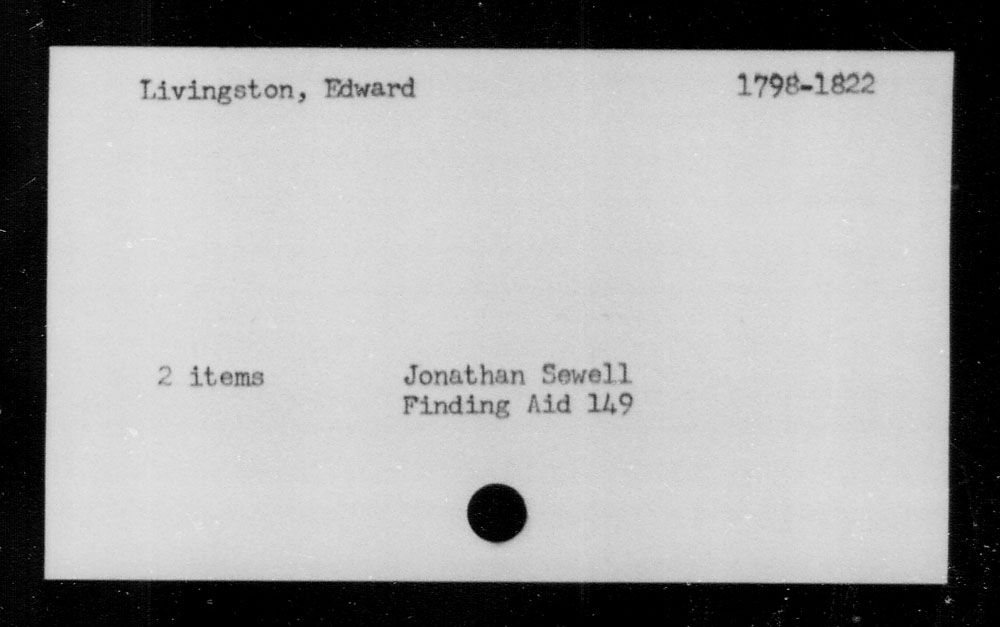 Livingston, Edward 1798-1822
2 items Jonathan Sewell
Finding Aid 149